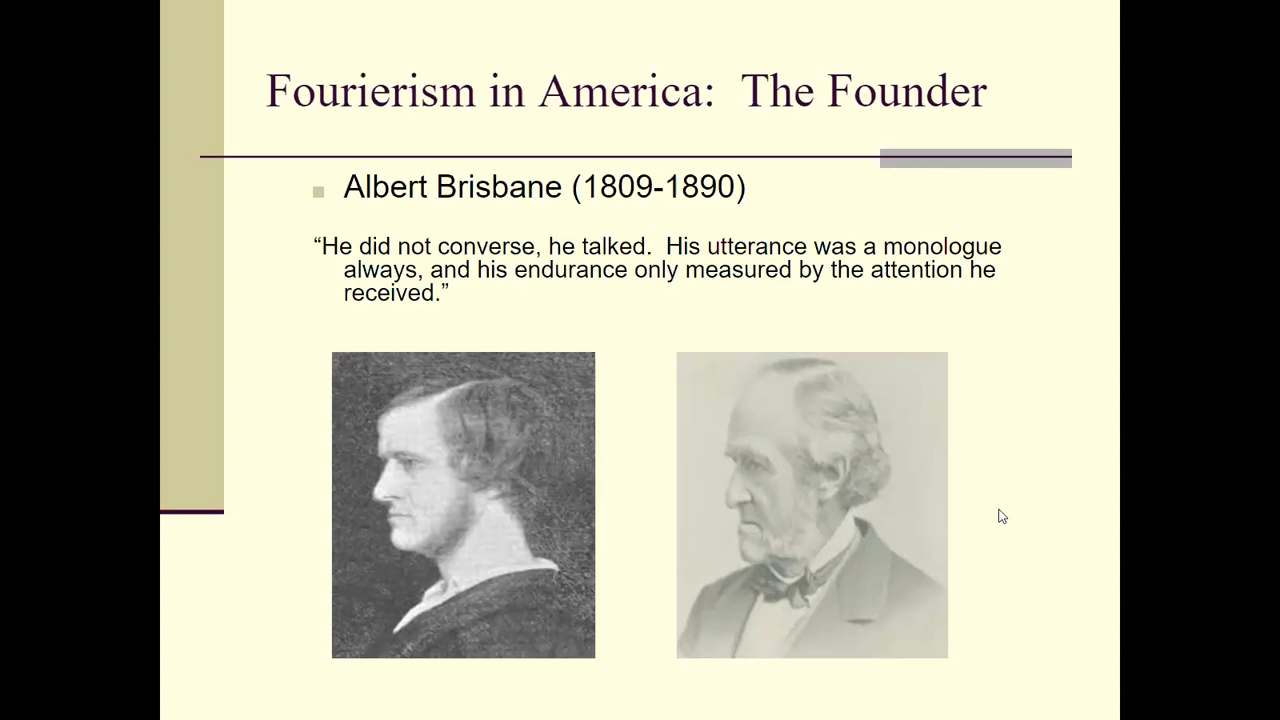 Fourierism in America:  The Founder
Albert Brisbane (1809-1890)
“He did not converse, he talked.  His utterance was a monologue
always, and his endurance only measured by the attention he
received.”